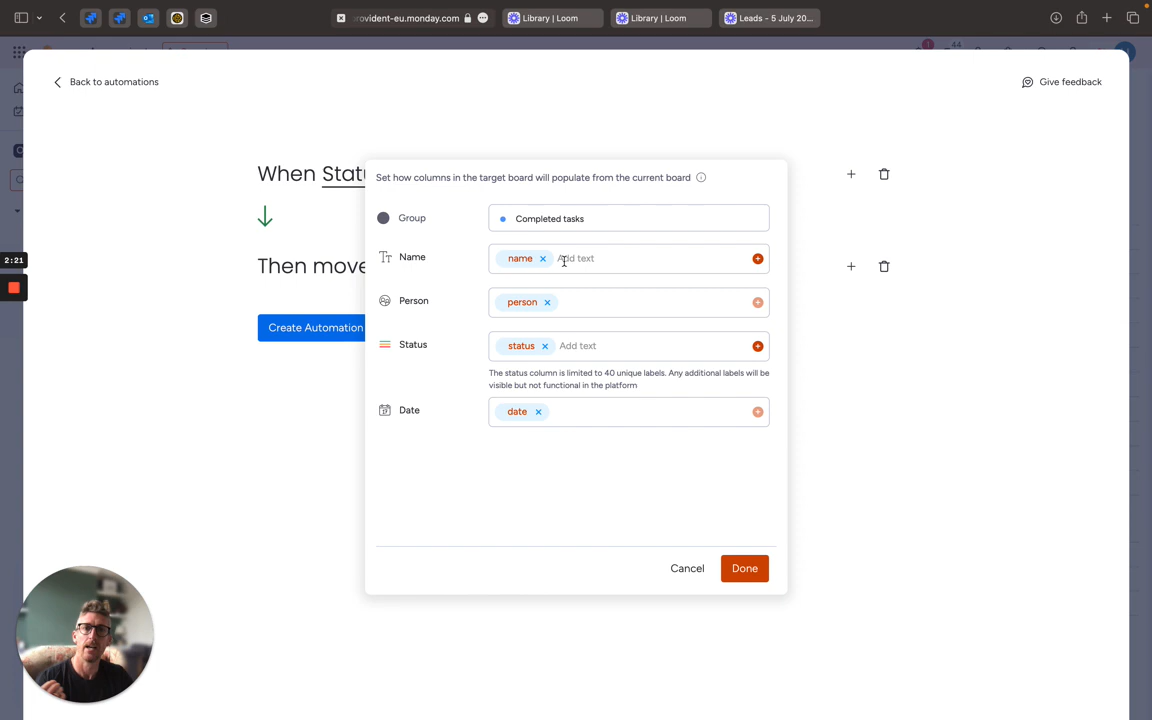 rovident-eu.monday.com
Library | Loom
Library | Loom
Leads - 5 July 20...
1
44
Back to automations
Give feedback
When Statu
Then move
Create Automation
2:21
Set how columns in the target board will populate from the current board
Group
Completed tasks
Name
name
Add text
Person
person
Status
status
Add text
The status column is limited to 40 unique labels. Any additional labels will be
visible but not functional in the platform
Date
date
Cancel
Done